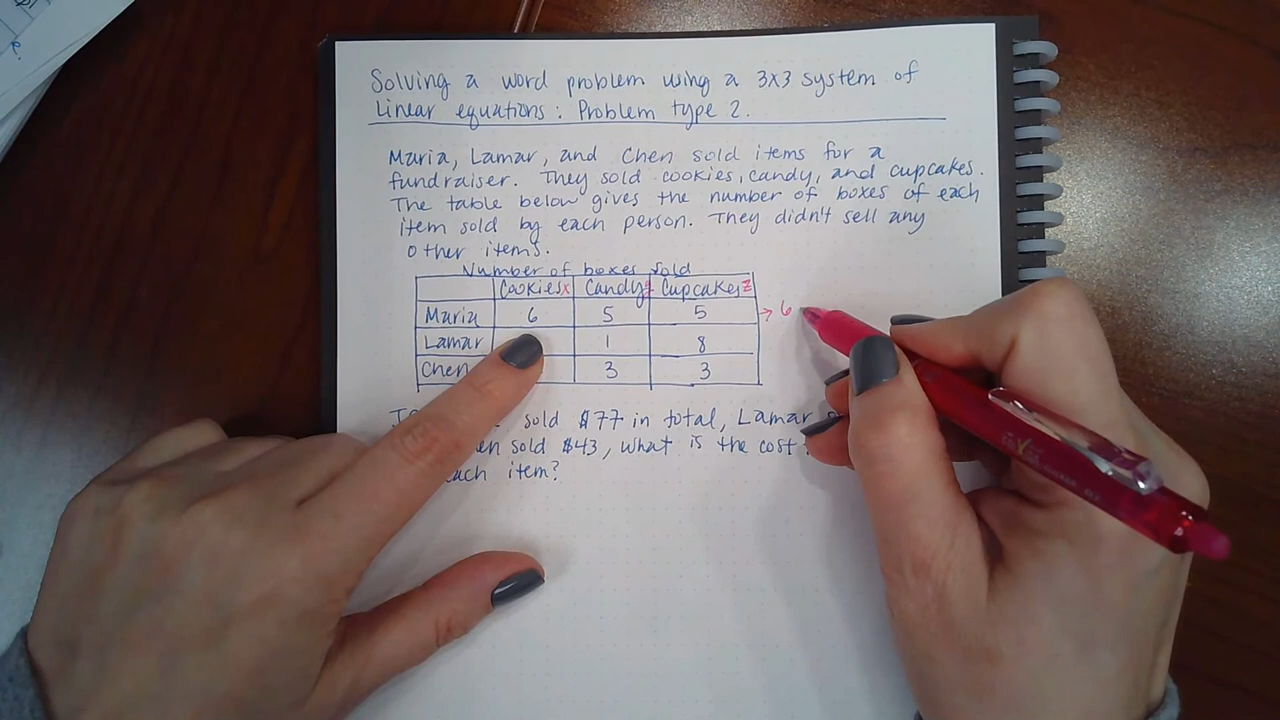 Solving a word problem using a 3x3 system of
Linear equations: Problem type 2.
Maria, Lamar, and Chen sold items for a
fundraiser. They sold cookies, candy, and cupcakes.
The table below gives the number of boxes of each
item sold by each person. They didn't sell any
other items.
Number of boxes sold
Cookies x Candy Cupcakes z
Maria 6 5 5 → 6
Lamar 1 8
Chen 3 3
sold $77 in total, Lamar
sold $43, what is the cost
item?